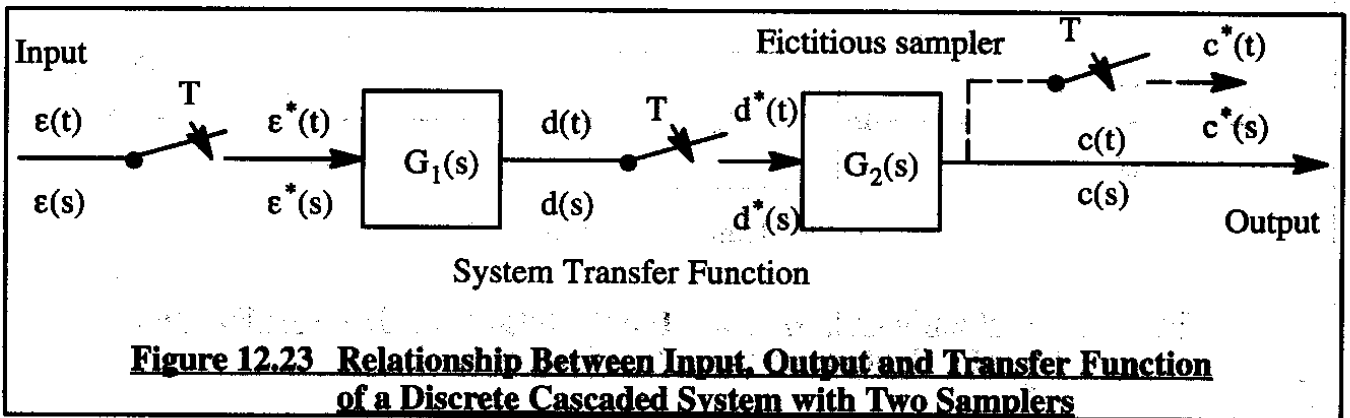 Input
Fictitious sampler
T
c*(t)
c*(s)
ε(t)
T
ε*(t)
G₁(s)
d(t)
T
d*(t)
G₂(s)
c(t)
ε(s)
ε*(s)
d(s)
d*(s)
c(s)
Output
System Transfer Function
Figure 12.23 Relationship Between Input, Output and Transfer Function
of a Discrete Cascaded System with Two Samplers